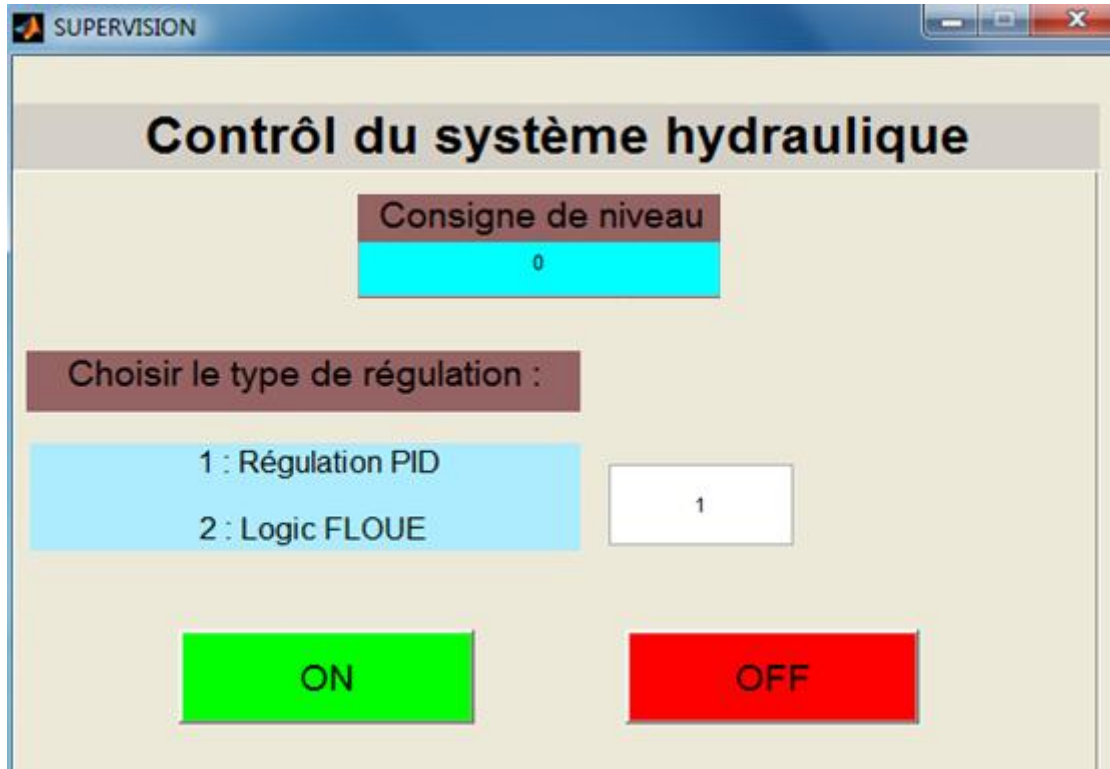 SUPERVISION
Contrôl du système hydraulique
Consigne de niveau
0
Choisir le type de régulation :
1 : Régulation PID
2 : Logic FLOUE
1
ON
OFF